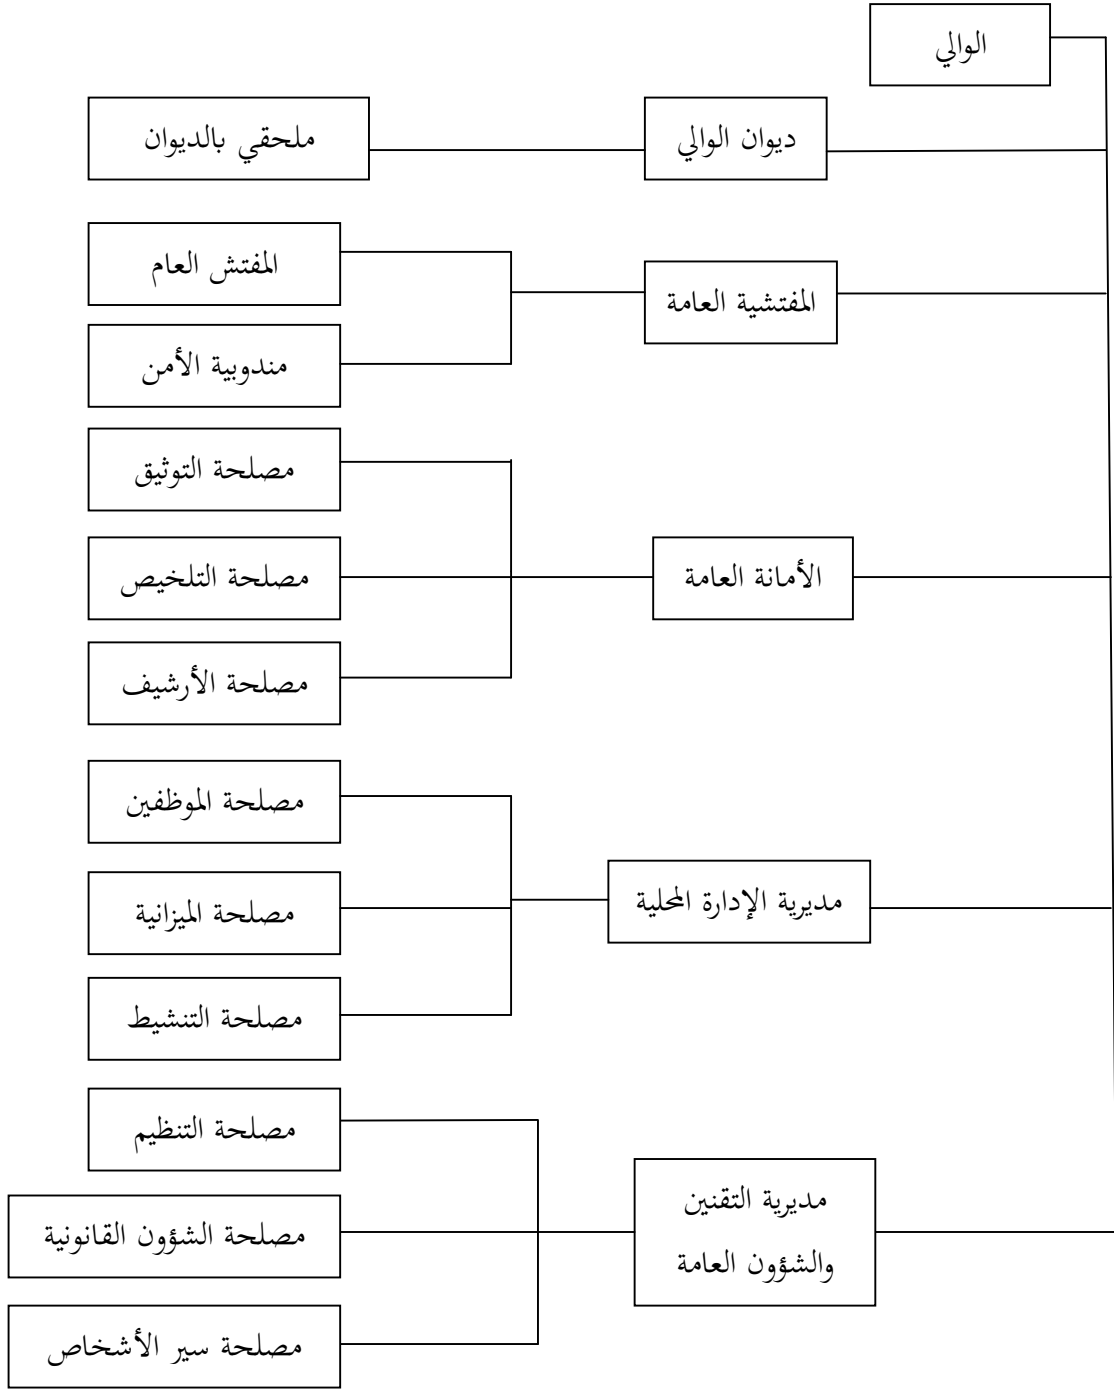 الوالي
ديوان الوالي
ملحقي بالديوان
المفتشية العامة
المفتش العام
مندوبية الأمن
الأمانة العامة
مصلحة التوثيق
مصلحة التلخيص
مصلحة الأرشيف
مديرية الإدارة المحلية
مصلحة الموظفين
مصلحة الميزانية
مصلحة التنشيط
مديرية التقنين
والشؤون العامة
مصلحة التنظيم
مصلحة الشؤون القانونية
مصلحة سير الأشخاص